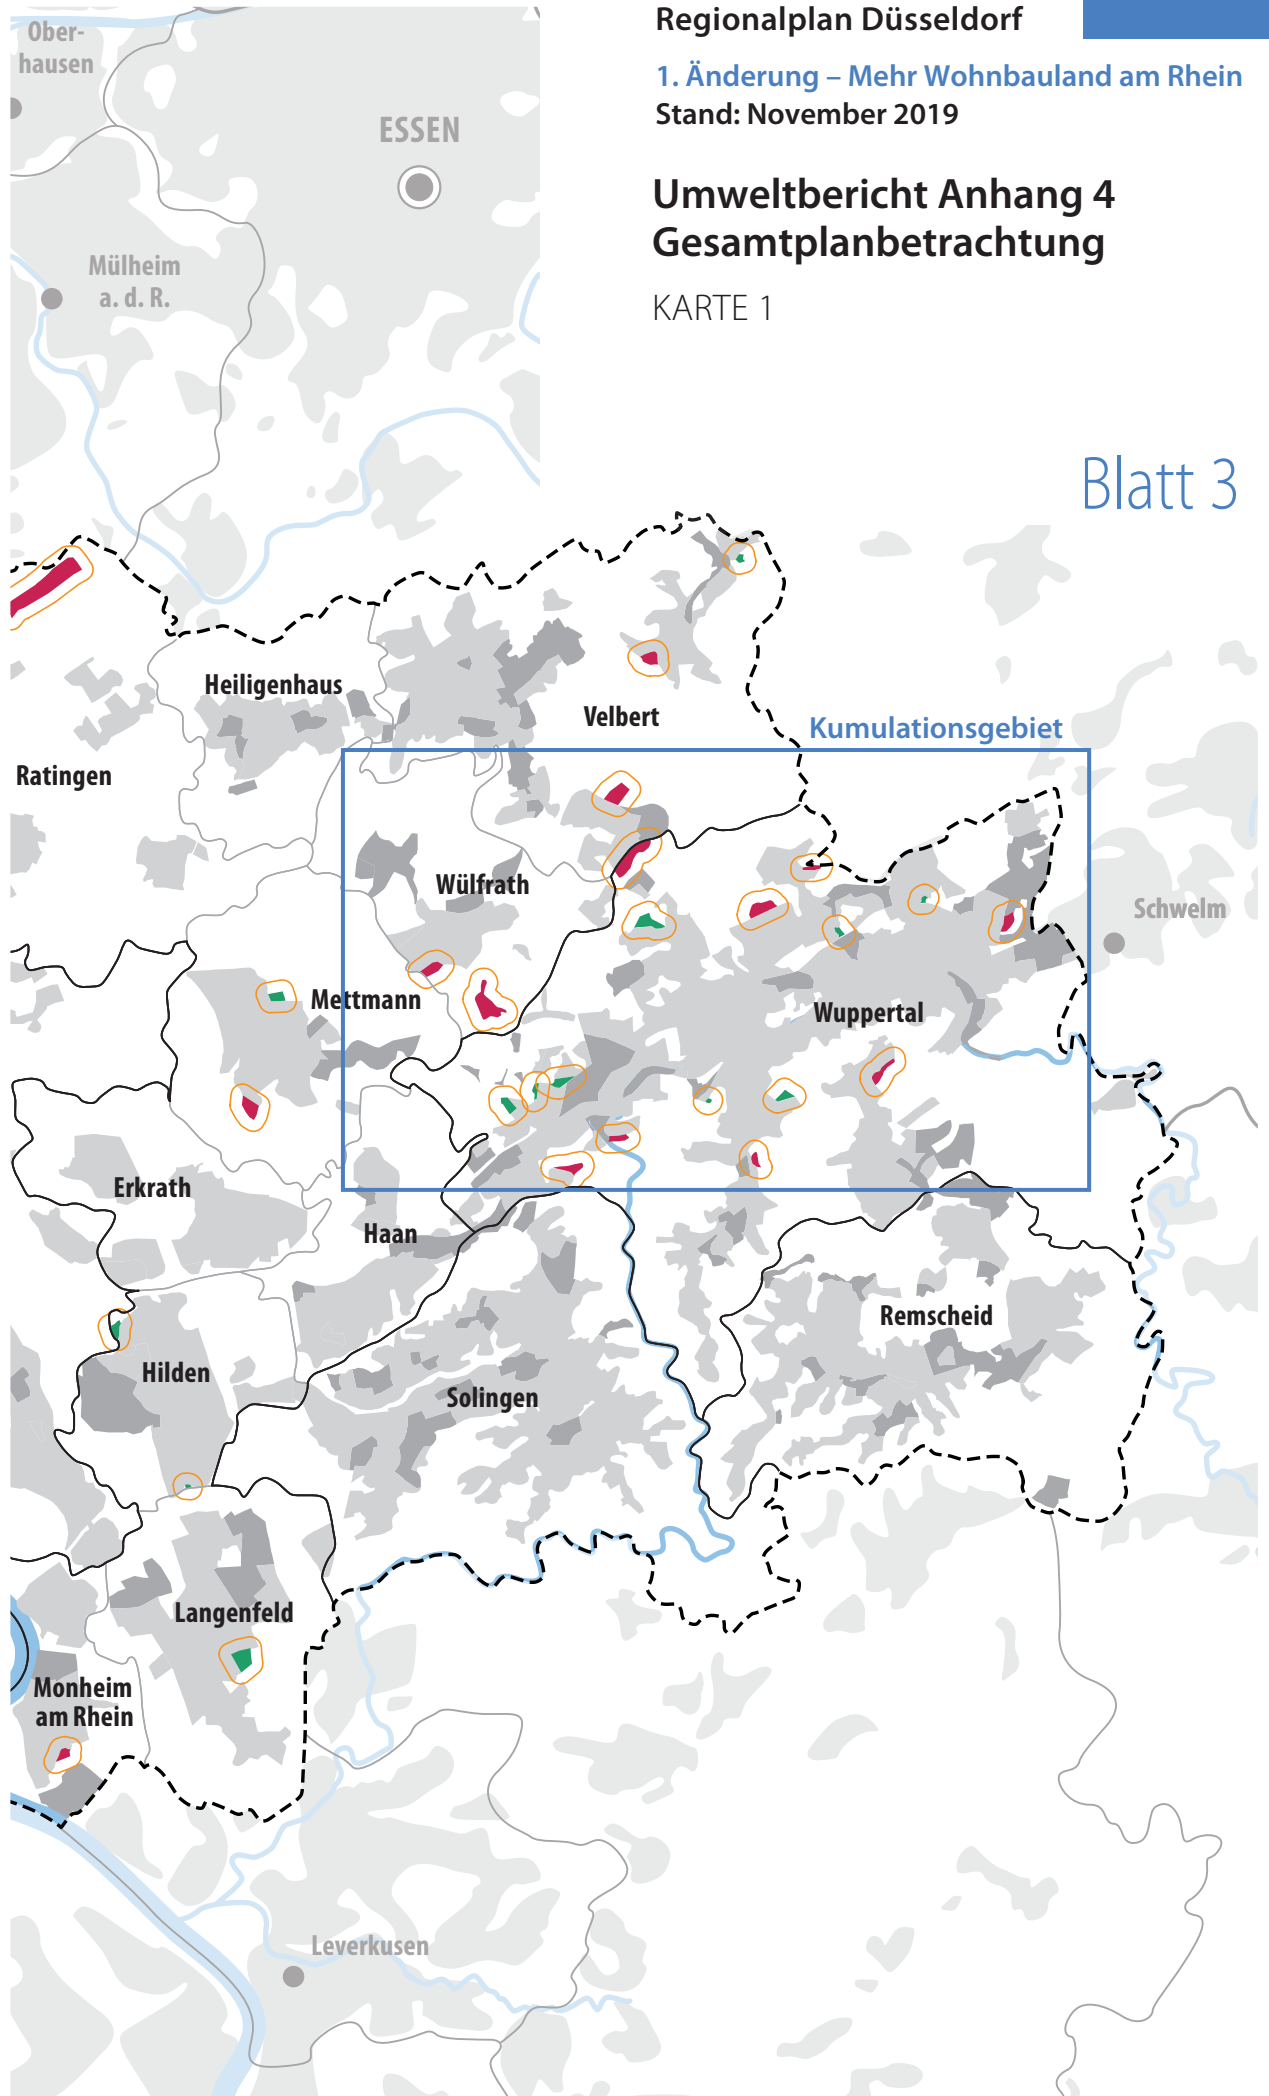 Regionalplan Düsseldorf
1. Änderung – Mehr Wohnbauland am Rhein
Stand: November 2019
Umweltbericht Anhang 4
Gesamtplanbetrachtung
KARTE 1
Blatt 3
Ober-
hausen
ESSEN
Mülheim
a. d. R.
Heiligenhaus
Velbert
Kumulationsgebiet
Ratingen
Wülfrath
Schwelm
Mettmann
Wuppertal
Erkrath
Haan
Remscheid
Hilden
Solingen
Langenfeld
Monheim
am Rhein
Leverkusen